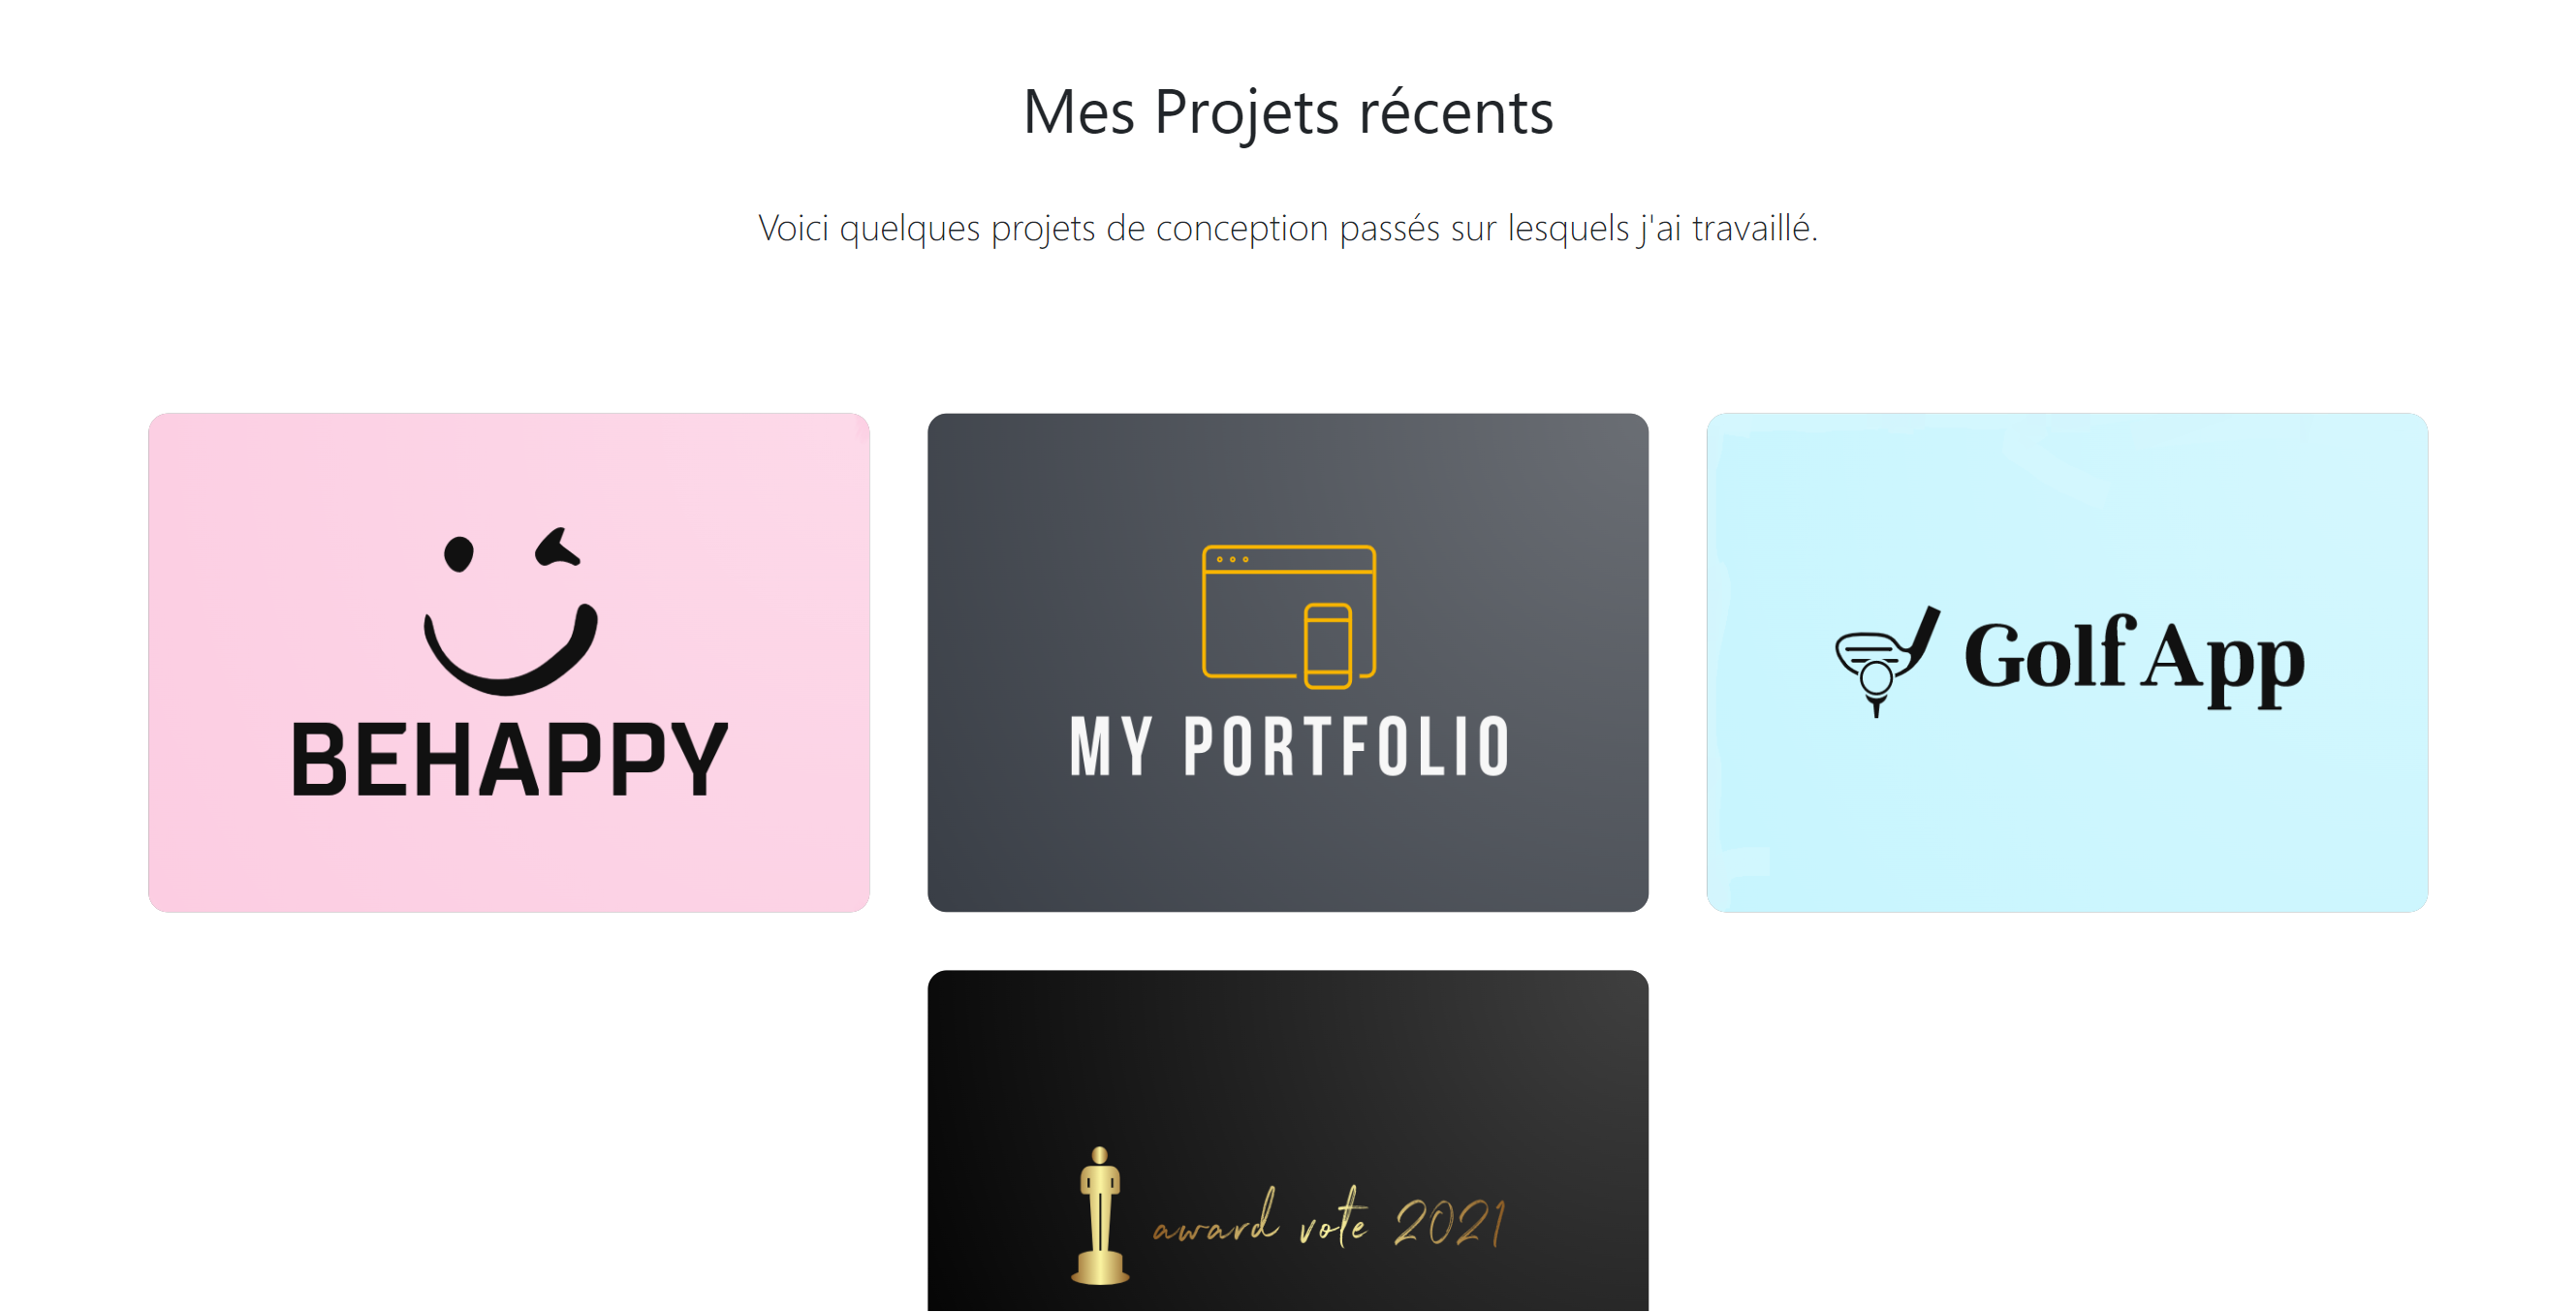 Mes Projets récents
Voici quelques projets de conception passés sur lesquels j'ai travaillé.
BEHAPPY
MY PORTFOLIO
Golf App
award vote 2021